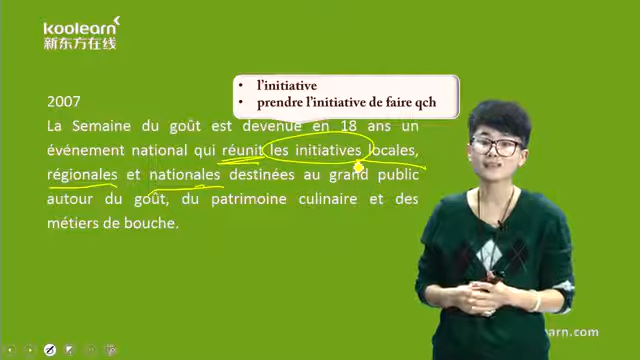 koolearn
新东方在线
• l'initiative
• prendre l'initiative de faire qch
2007
La Semaine du goût est devenue en 18 ans un
événement national qui réunit les initiatives locales,
régionales et nationales destinées au grand public
autour du goût, du patrimoine culinaire et des
métiers de bouche.
earn.com